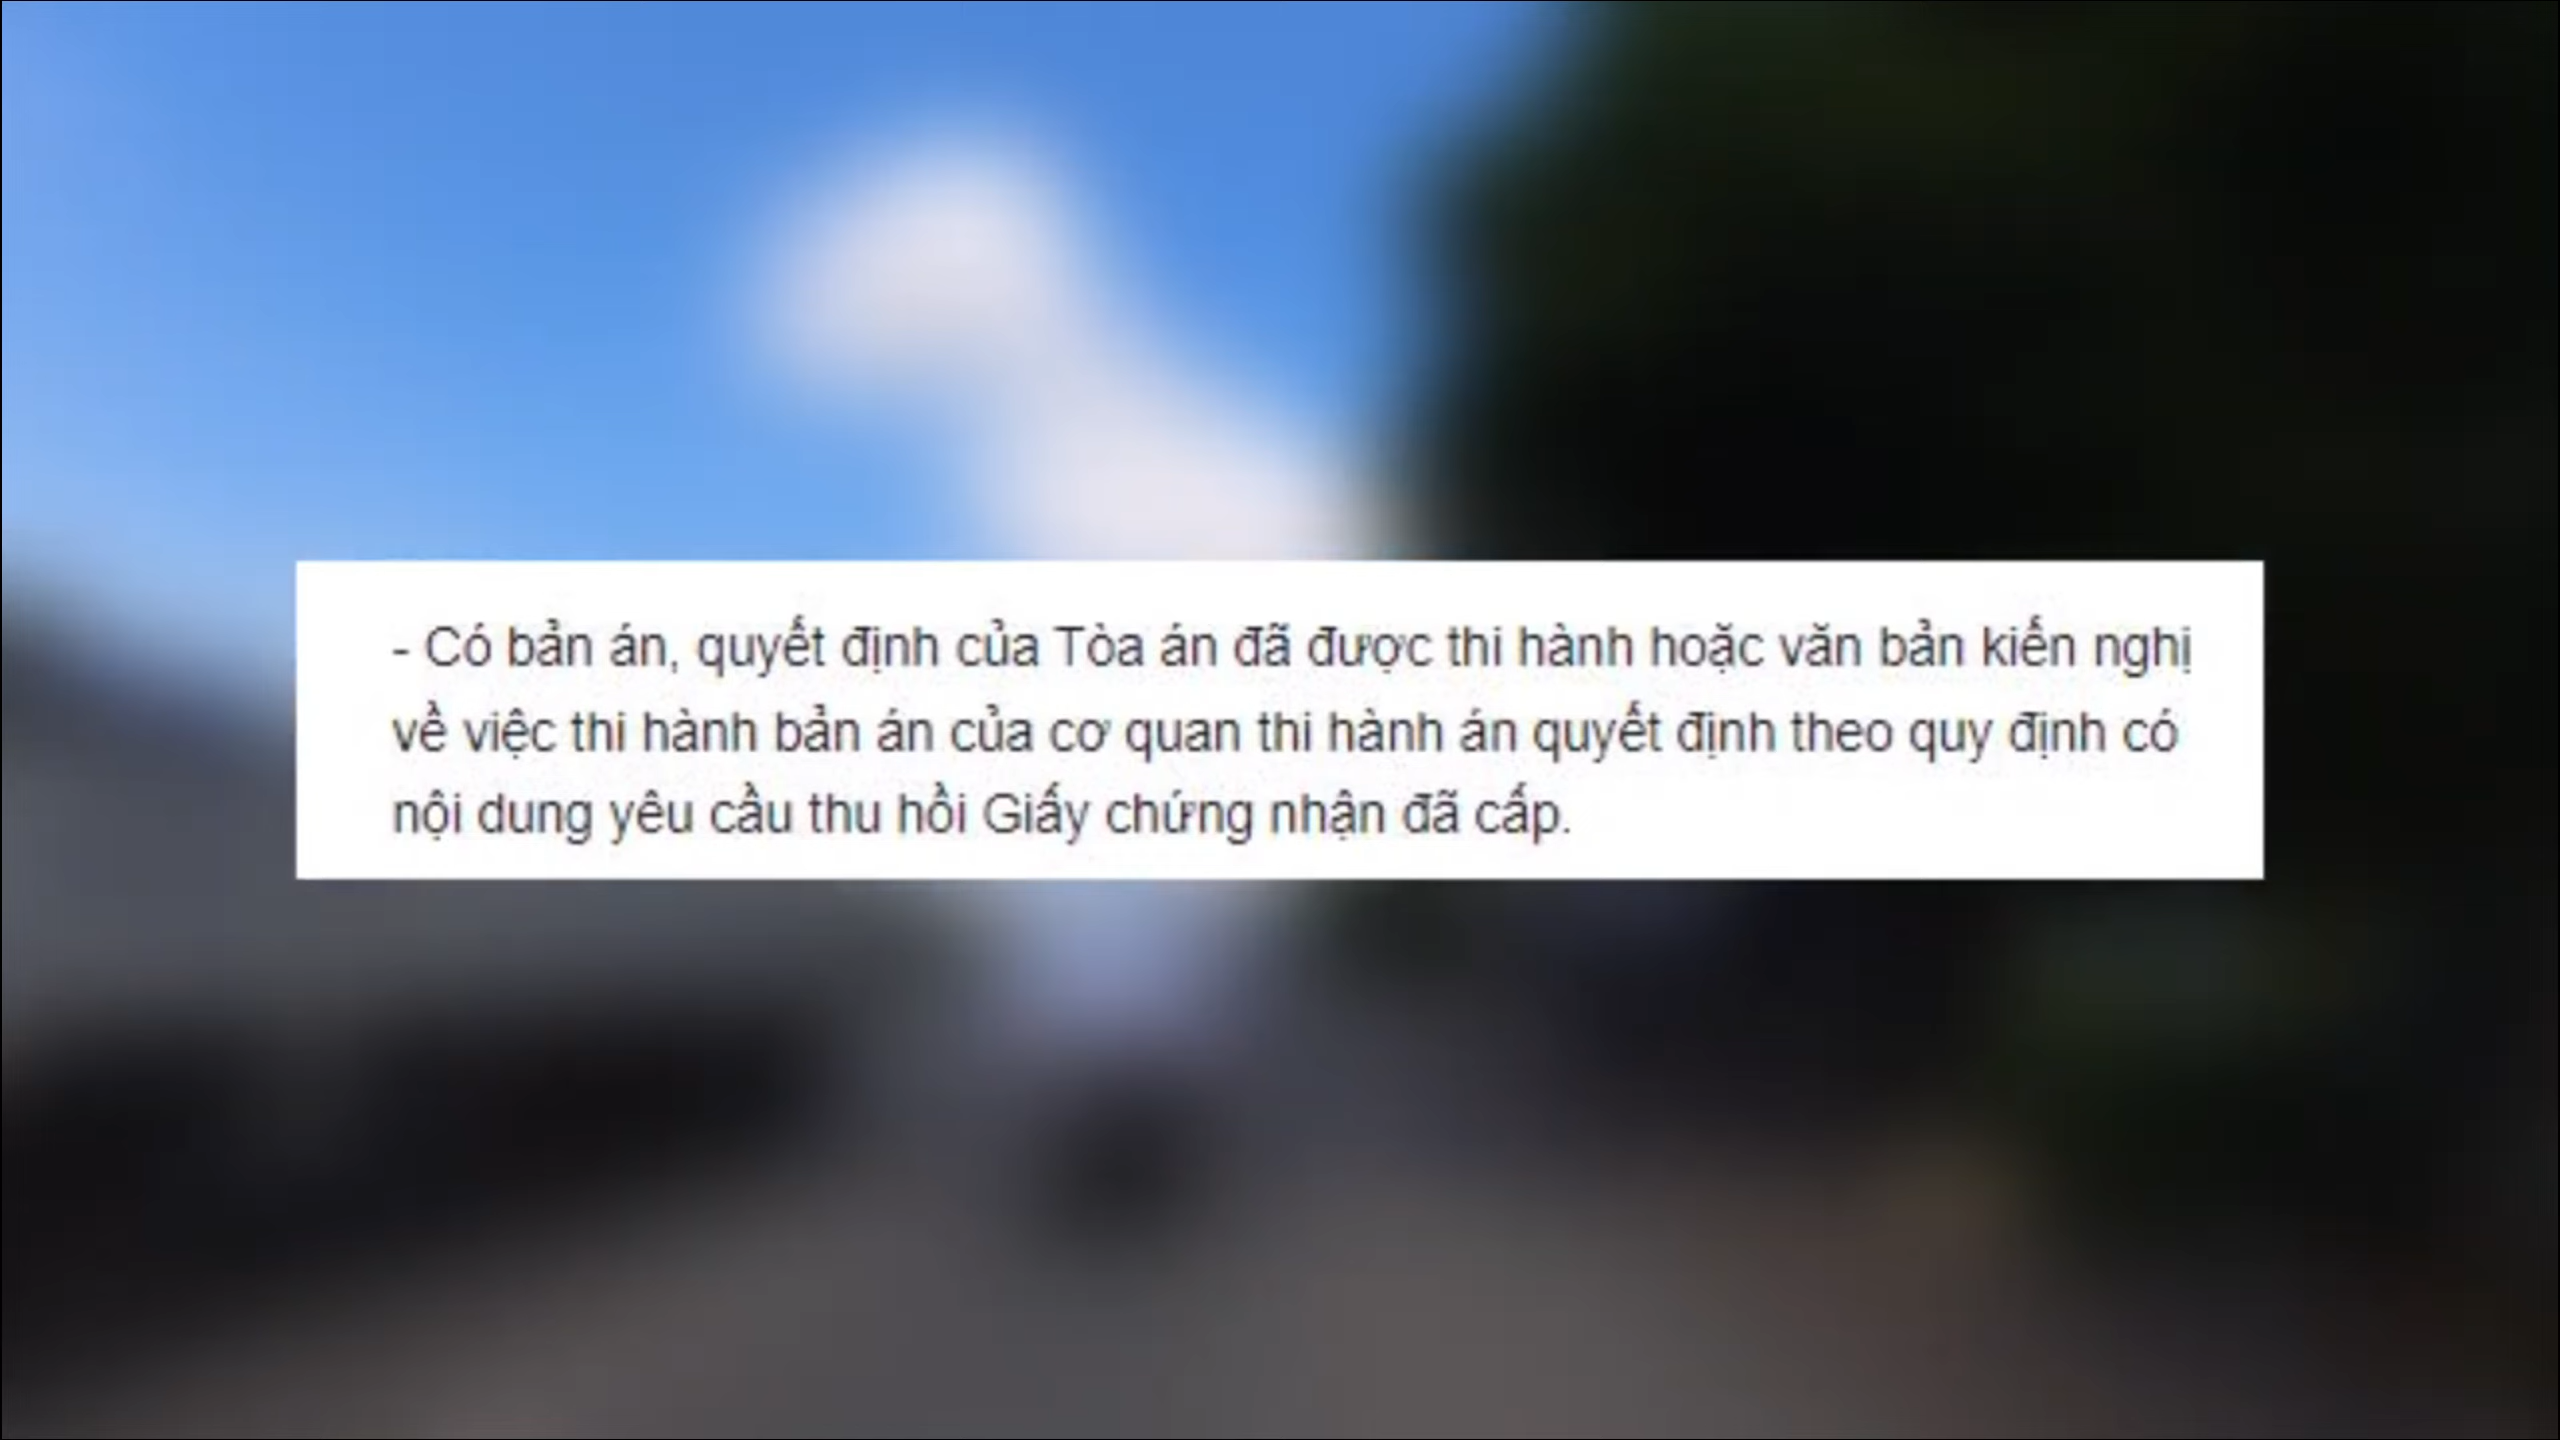 - Có bản án, quyết định của Tòa án đã được thi hành hoặc văn bản kiến nghị
về việc thi hành bản án của cơ quan thi hành án quyết định theo quy định có
nội dung yêu cầu thu hồi Giấy chứng nhận đã cấp.